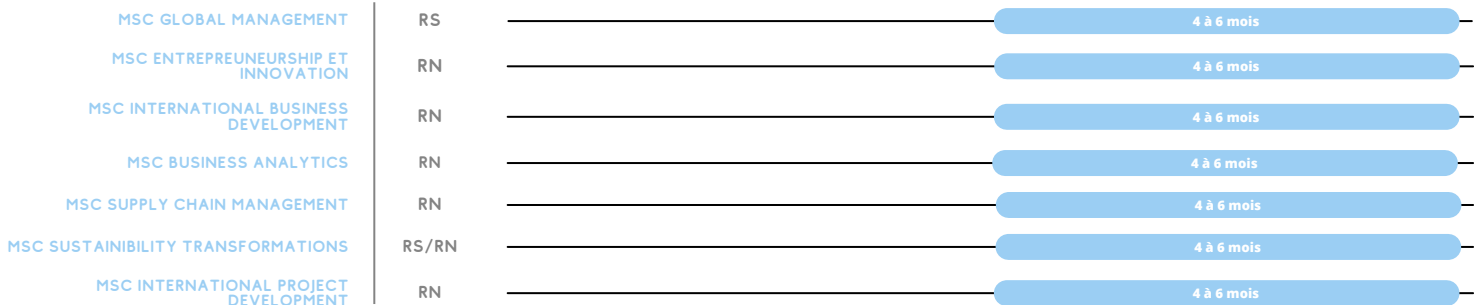 MSC GLOBAL MANAGEMENT RS 4 à 6 mois
MSC ENTREPREUNEURSHIP ET
INNOVATION RN 4 à 6 mois
MSC INTERNATIONAL BUSINESS
DEVELOPMENT RN 4 à 6 mois
MSC BUSINESS ANALYTICS RN 4 à 6 mois
MSC SUPPLY CHAIN MANAGEMENT RN 4 à 6 mois
MSC SUSTAINIBILITY TRANSFORMATIONS RS/RN 4 à 6 mois
MSC INTERNATIONAL PROJECT
DEVELOPMENT RN 4 à 6 mois